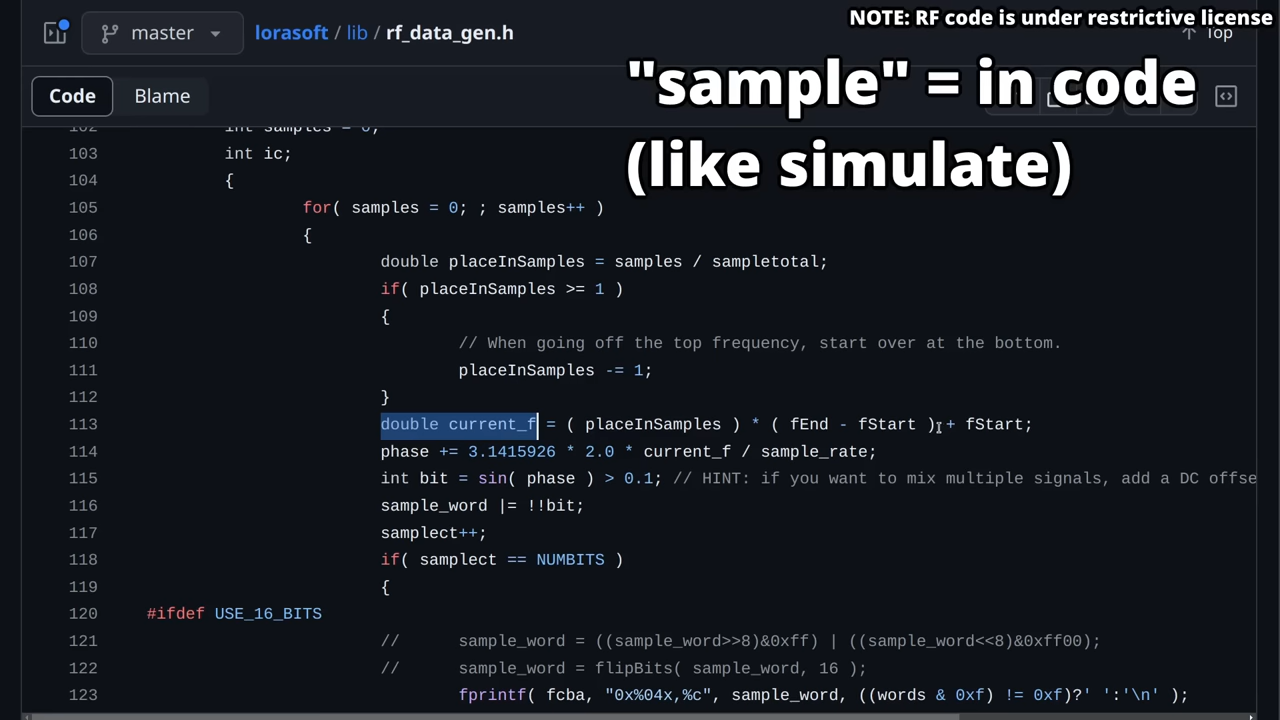 NOTE: RF code is under restrictive license
master
lorasoft / lib / rf_data_gen.h
Top
"sample" = in code
(like simulate)
Code Blame
102 int samples = 0;
103 int ic;
104 {
105 for( samples = 0; ; samples++ )
106 {
107 double placeInSamples = samples / sampletotal;
108 if( placeInSamples >= 1 )
109 {
110 // When going off the top frequency, start over at the bottom.
111 placeInSamples -= 1;
112 }
113 double current_f = ( placeInSamples ) * ( fEnd - fStart ) + fStart;
114 phase += 3.1415926 * 2.0 * current_f / sample_rate;
115 int bit = sin( phase ) > 0.1; // HINT: if you want to mix multiple signals, add a DC offse
116 sample_word |= !!bit;
117 samplect++;
118 if( samplect == NUMBITS )
119 {
120 #ifdef USE_16_BITS
121 // sample_word = ((sample_word>>8)&0xff) | ((sample_word<<8)&0xff00);
122 // sample_word = flipBits( sample_word, 16 );
123 fprintf( fcba, "0x%04x,%c", sample_word, ((words & 0xf) != 0xf)?' ':'\n' );